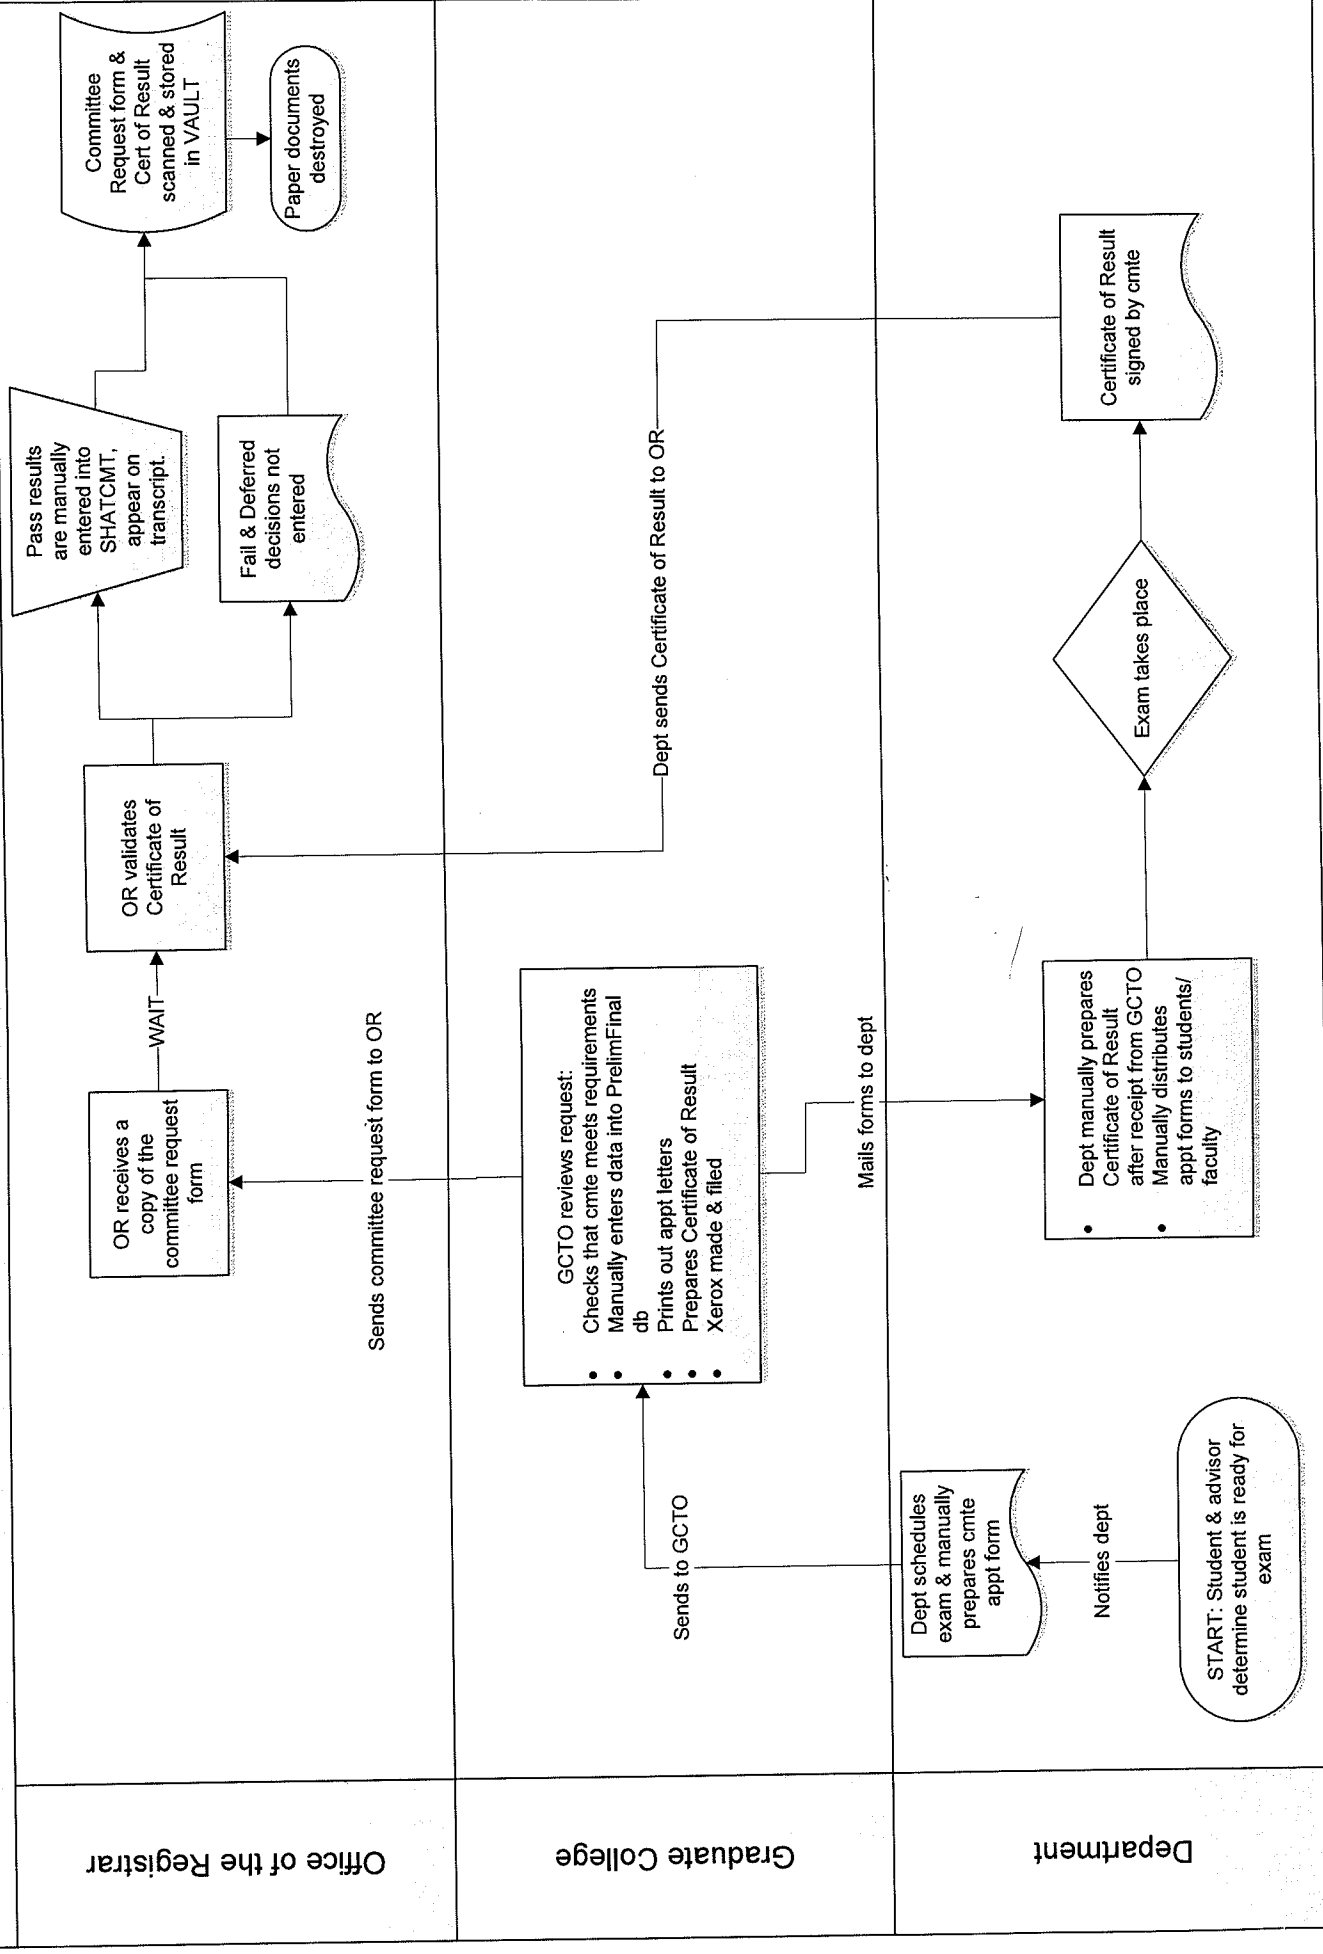 Office of the Registrar
OR receives a
copy of the
committee request
form
WAIT
OR validates
Certificate of
Result
Pass results
are manually
entered into
SHATCMT,
appear on
transcript.
Fail & Deferred
decisions not
entered
Committee
Request form &
Cert of Result
scanned & stored
in VAULT
Paper documents
destroyed
Sends committee request form to OR
Dept sends Certificate of Result to OR
Graduate College
GCTO reviews request:
• Checks that cmte meets requirements
• Manually enters data into PrelimFinal
db
• Prints out appt letters
• Prepares Certificate of Result
• Xerox made & filed
Sends to GCTO
Mails forms to dept
Department
START: Student & advisor
determine student is ready for
exam
Notifies dept
Dept schedules
exam & manually
prepares cmte
appt form
• Dept manually prepares
Certificate of Result
after receipt from GCTO
• Manually distributes
appt forms to students/
faculty
Exam takes place
Certificate of Result
signed by cmte